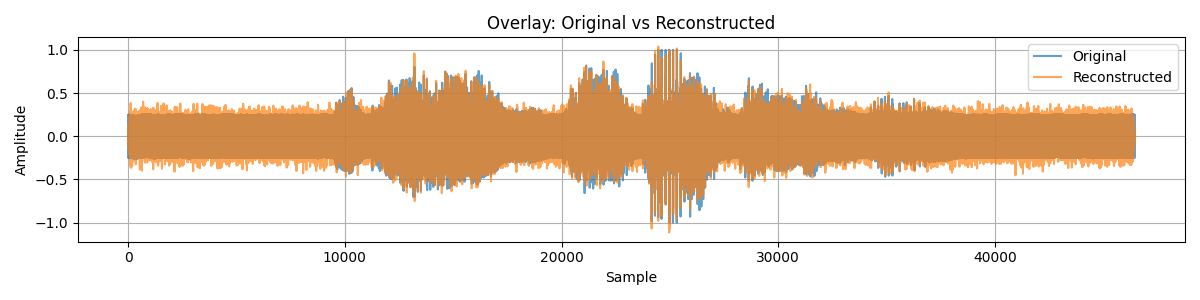 Overlay: Original vs Reconstructed
Original
Reconstructed
Amplitude
1.0
0.5
0.0
−0.5
−1.0
0
10000
20000
30000
40000
Sample